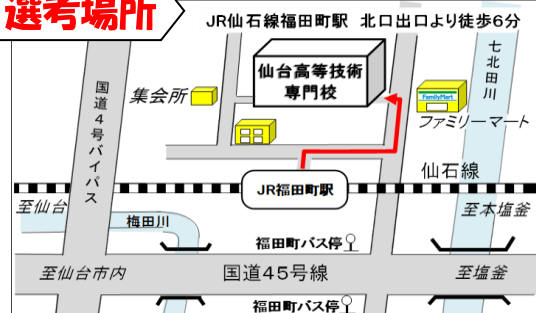 選考場所
JR仙石線福田町駅 北口出口より徒歩6分
仙台高等技術
専門校
七北田川
国道4号バイパス
集会所
FamilyMart
ファミリーマート
仙石線
JR福田町駅
至仙台
至本塩釜
梅田川
福田町バス停
至仙台市内
国道45号線
至塩釜
福田町バス停